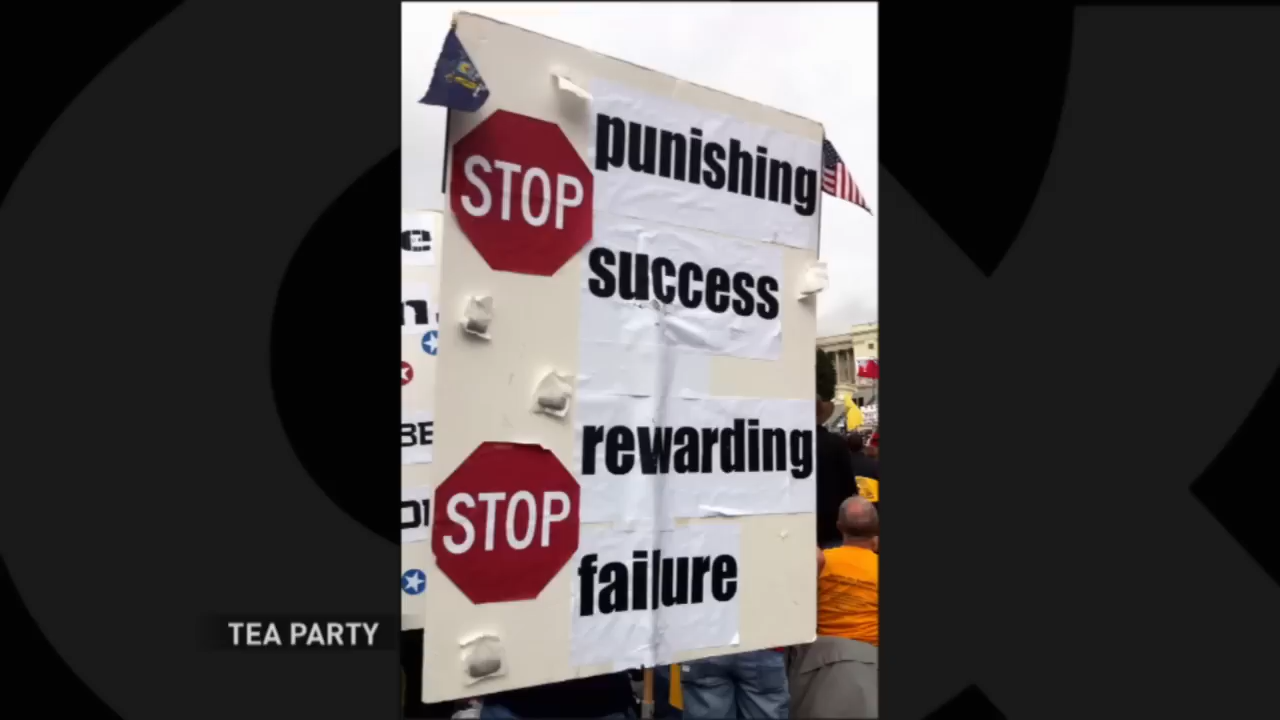 STOP punishing
success
STOP rewarding
failure
TEA PARTY